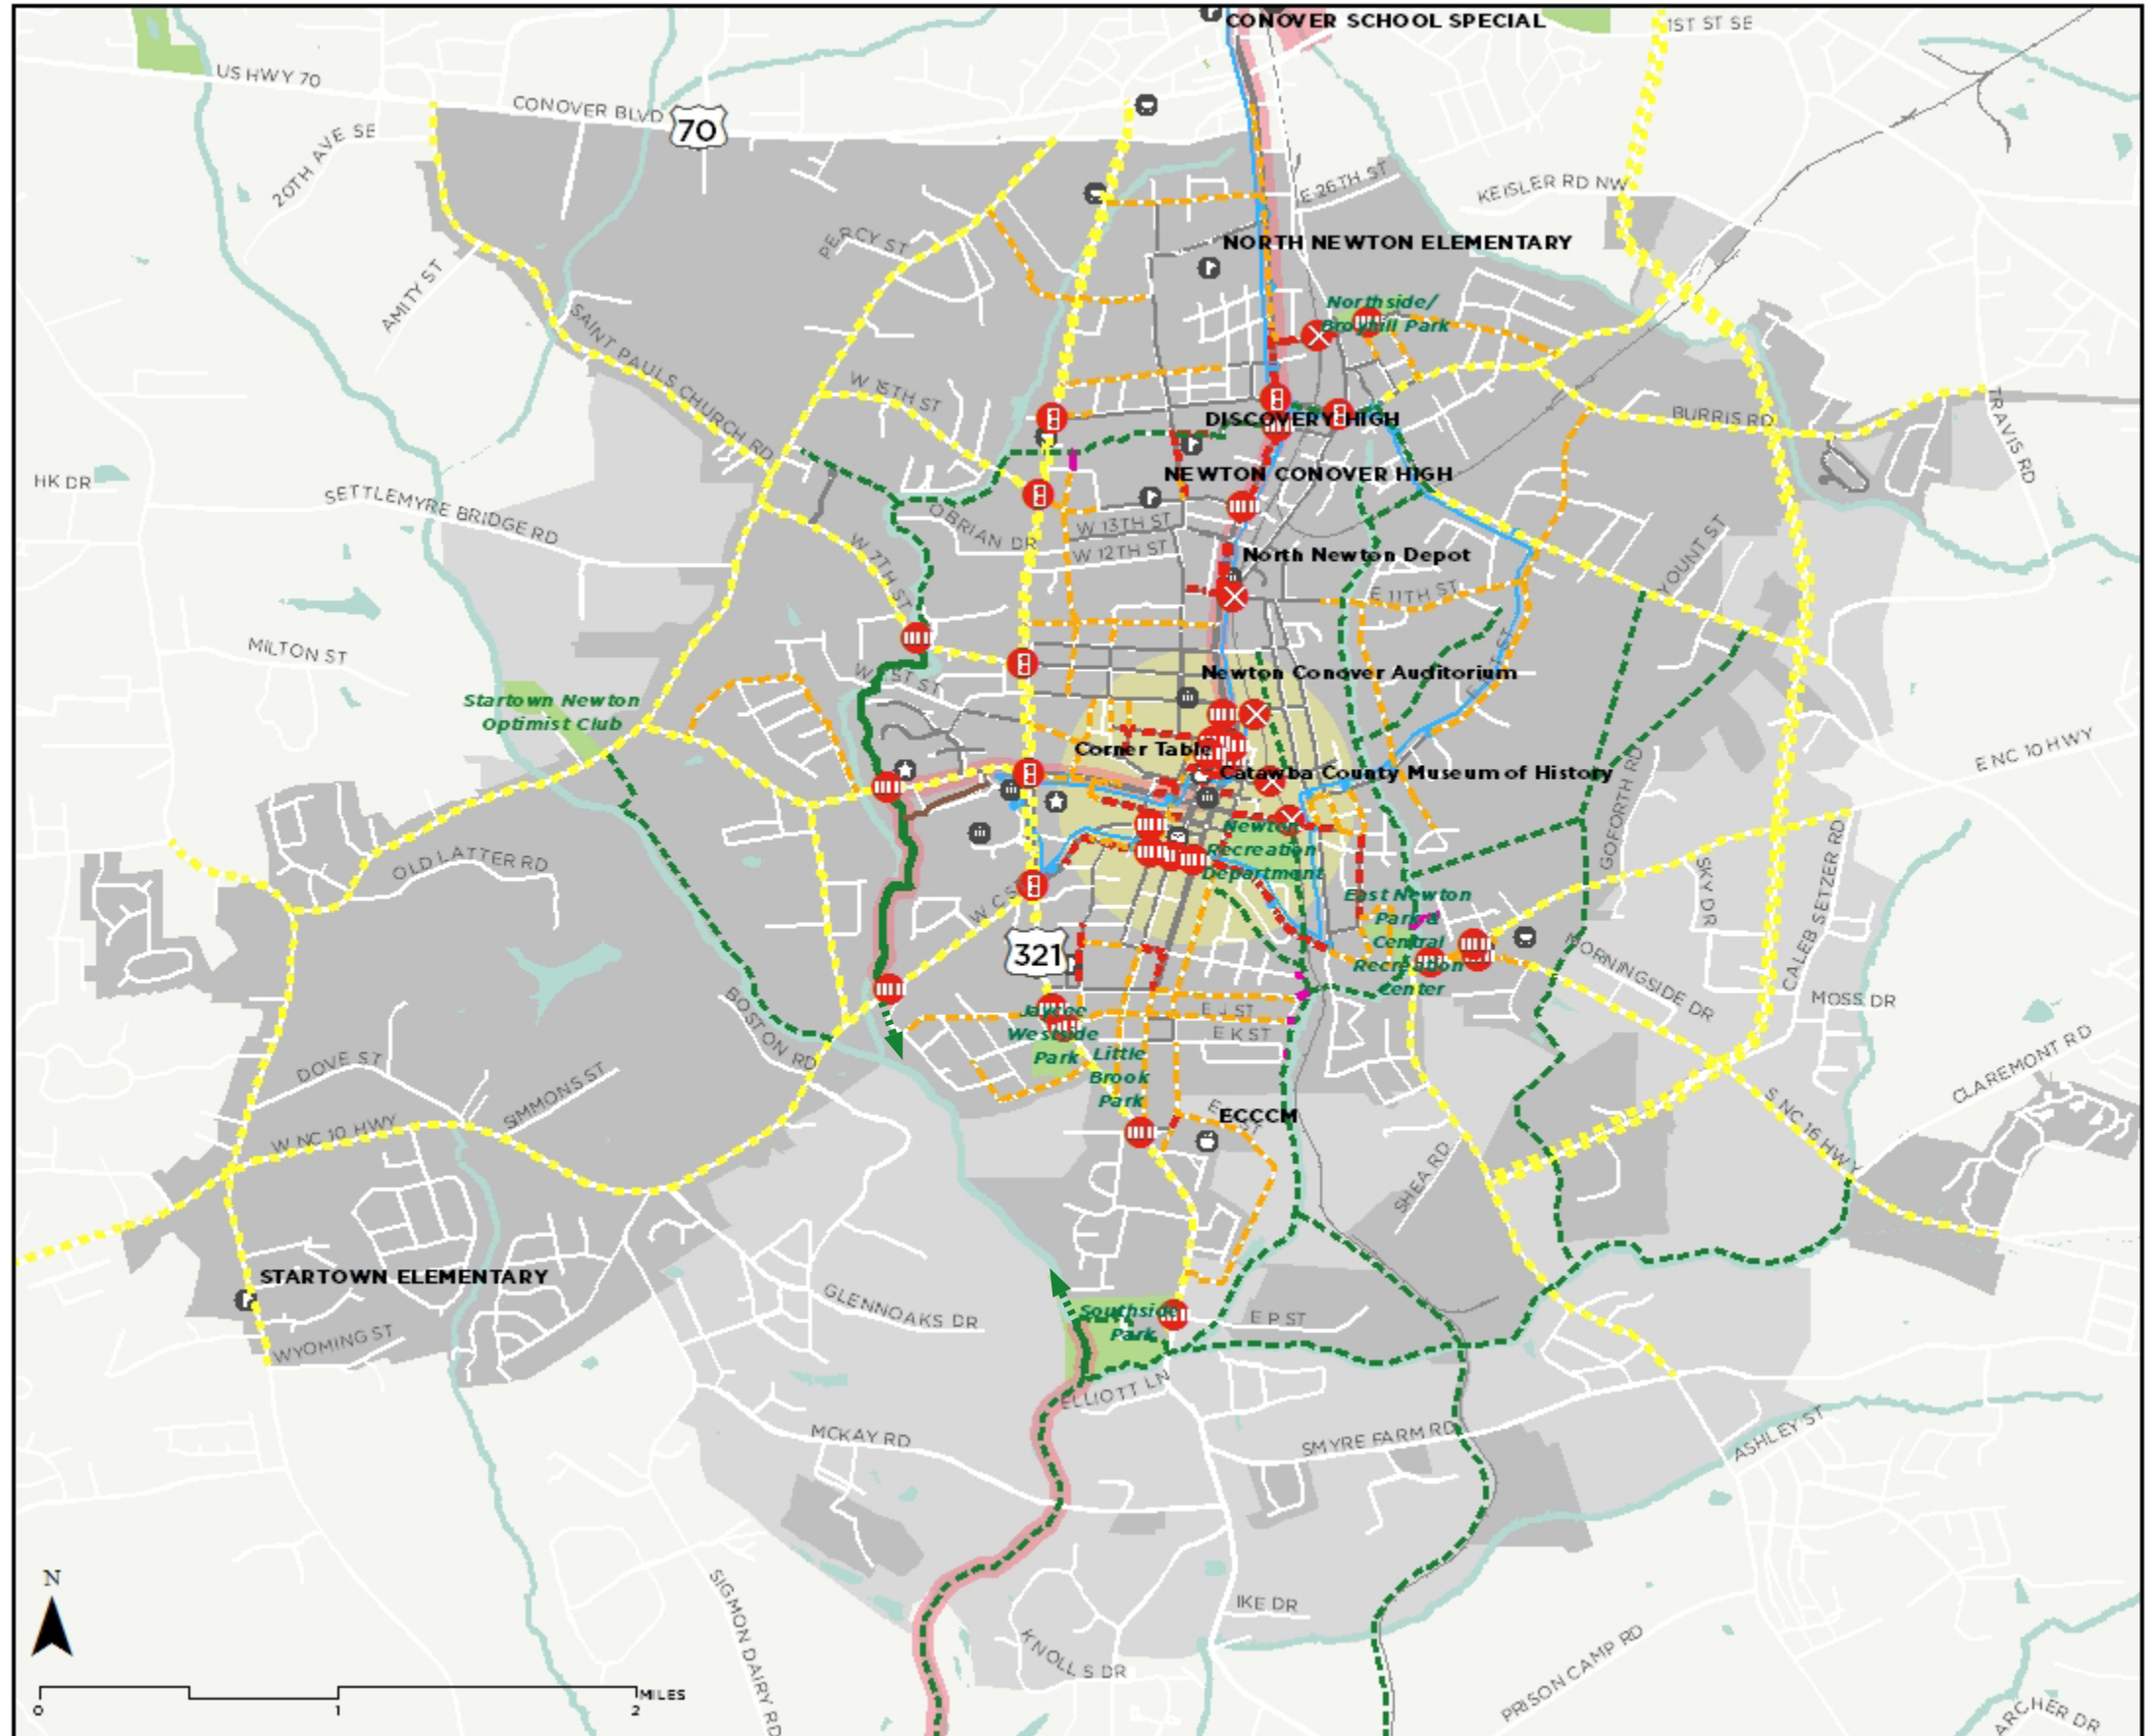 CONOVER SCHOOL SPECIAL
1ST ST SE
US HWY 70
CONOVER BLVD
70
20TH AVE SE
E 26TH ST
KEISLER RD NW
PERCY ST
NORTH NEWTON ELEMENTARY
AMITY ST
Northside/
Broyhill Park
SAINT PAULS CHURCH RD
W 15TH ST
DISCOVERY HIGH
BURRIS RD
TRAVIS RD
NEWTON CONOVER HIGH
HK DR
SETTLEMYRE BRIDGE RD
OBRIAN DR
W 13TH ST
W 12TH ST
North Newton Depot
W 7TH ST
E 11TH ST
YOUNT ST
MILTON ST
Newton Conover Auditorium
Startown Newton
Optimist Club
Corner Table
Catawba County Museum of History
E NC 10 HWY
GOFORTH RD
Newton
Recreation
Department
OLD LATTER RD
SKY DR
CALEB SETZER RD
East Newton
Park &
Central
Recreation
Center
321
MORNINGSIDE DR
MOSS DR
BOSTON RD
Jaycee
Westside
Park
E J ST
E K ST
Little
Brook
Park
DOVE ST
SIMMONS ST
CLAREMONT RD
W NC 10 HWY
ECCCM
S NC 16 HWY
SHEA RD
STARTOWN ELEMENTARY
WYOMING ST
GLENNOAKS DR
Southside
Park
E P ST
ELLIOTT LN
MCKAY RD
SMYRE FARM RD
ASHLEY ST
N
SIGMON DAIRY RD
IKE DR
KNOLL S DR
PRISON CAMP RD
ARCHER DR
MILES
0 1 2